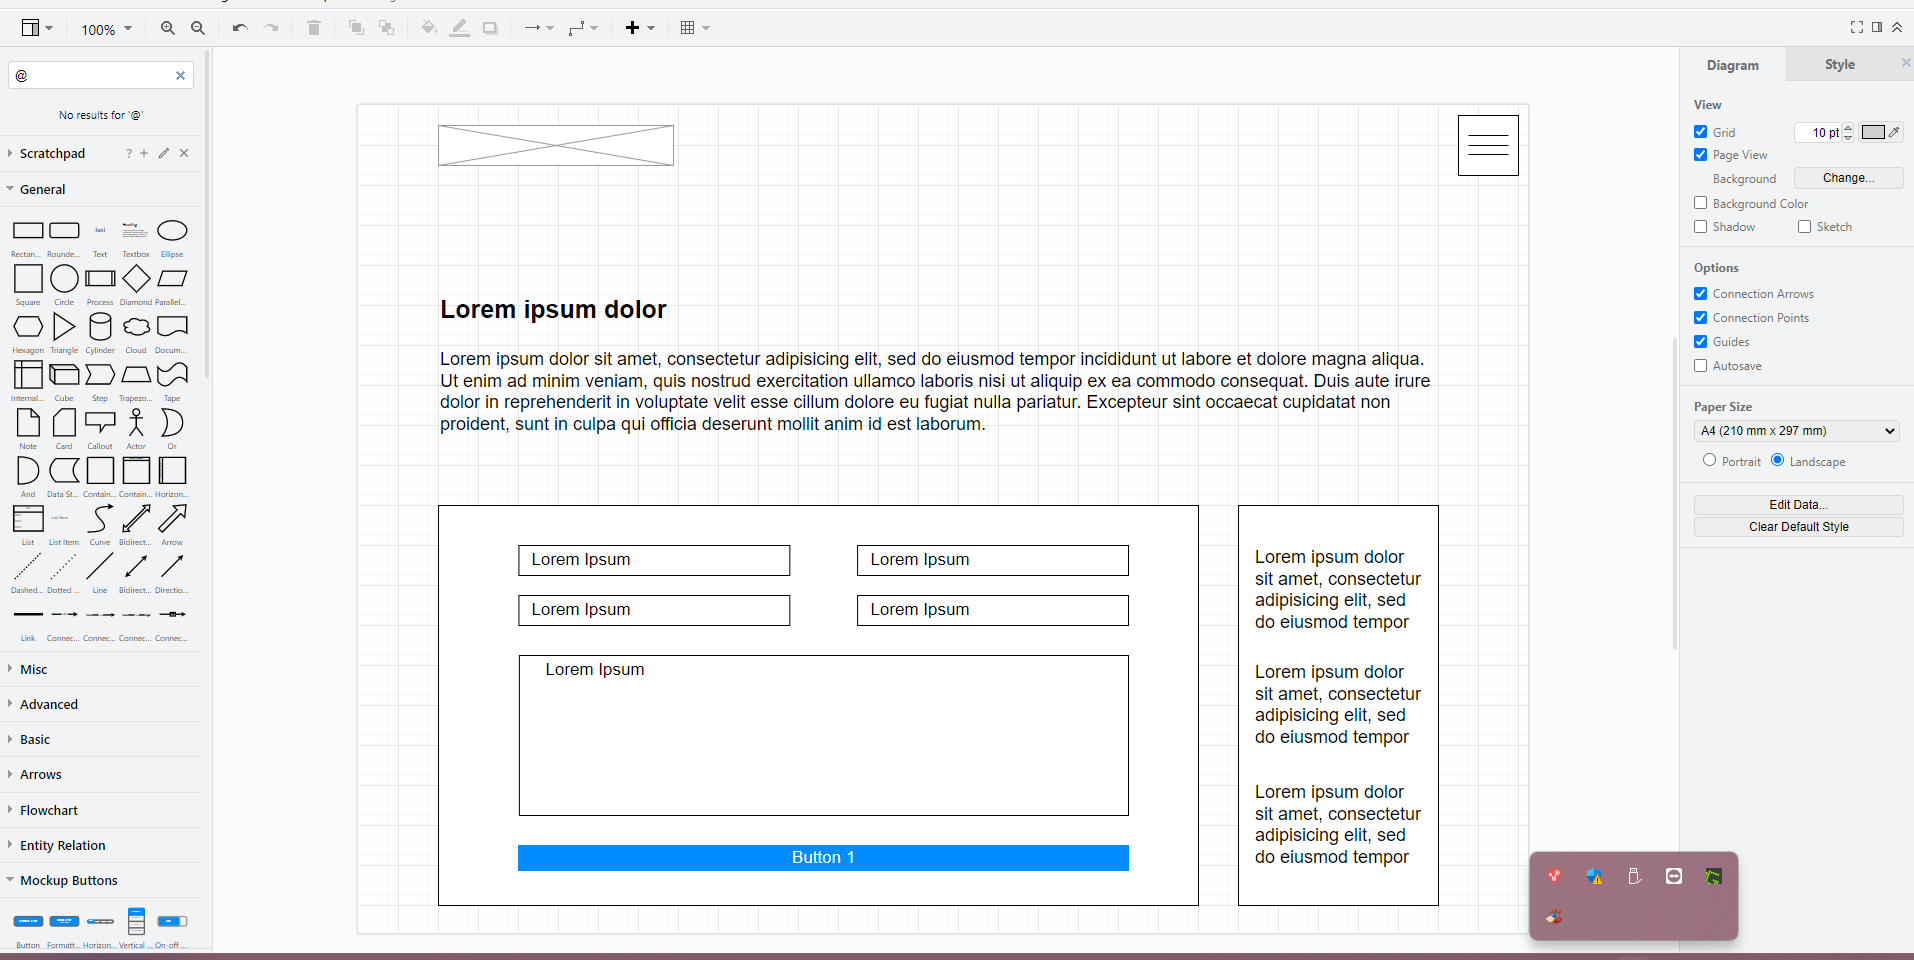 100%
@
No results for '@'
Scratchpad
?
General
Rectan... Rounde... Text Textbox Ellipse
Square Circle Process Diamond Parallel...
Hexagon Triangle Cylinder Cloud Docum...
Internal... Cube Step Trapezo... Tape
Note Card Callout Actor Or
And Data St... Contain... Contain... Horizon...
List List Item Curve Bidirect... Arrow
Dashed... Dotted ... Line Bidirect... Directio...
Link Connec... Connec... Connec... Connec...
Misc
Advanced
Basic
Arrows
Flowchart
Entity Relation
Mockup Buttons
Button Formatt... Horizon... Vertical ... On-off ...
Lorem ipsum dolor
Lorem ipsum dolor sit amet, consectetur adipisicing elit, sed do eiusmod tempor incididunt ut labore et dolore magna aliqua.
Ut enim ad minim veniam, quis nostrud exercitation ullamco laboris nisi ut aliquip ex ea commodo consequat. Duis aute irure
dolor in reprehenderit in voluptate velit esse cillum dolore eu fugiat nulla pariatur. Excepteur sint occaecat cupidatat non
proident, sunt in culpa qui officia deserunt mollit anim id est laborum.
Lorem Ipsum
Lorem Ipsum
Lorem Ipsum
Lorem Ipsum
Lorem Ipsum
Button 1
Lorem ipsum dolor
sit amet, consectetur
adipisicing elit, sed
do eiusmod tempor
Lorem ipsum dolor
sit amet, consectetur
adipisicing elit, sed
do eiusmod tempor
Lorem ipsum dolor
sit amet, consectetur
adipisicing elit, sed
do eiusmod tempor
Diagram Style
View
Grid 10 pt
Page View
Background Change...
Background Color
Shadow Sketch
Options
Connection Arrows
Connection Points
Guides
Autosave
Paper Size
A4 (210 mm x 297 mm)
Portrait Landscape
Edit Data...
Clear Default Style